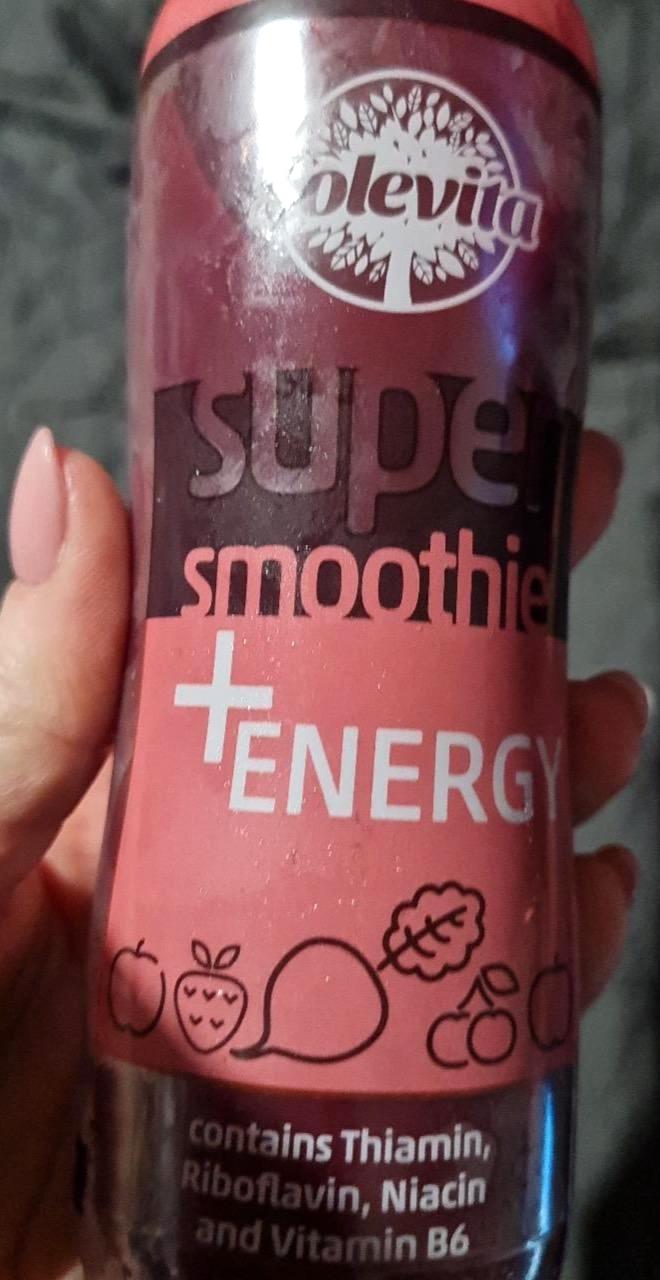 solevita
super
smoothie
+ENERGY
contains Thiamin,
Riboflavin, Niacin
and Vitamin B6